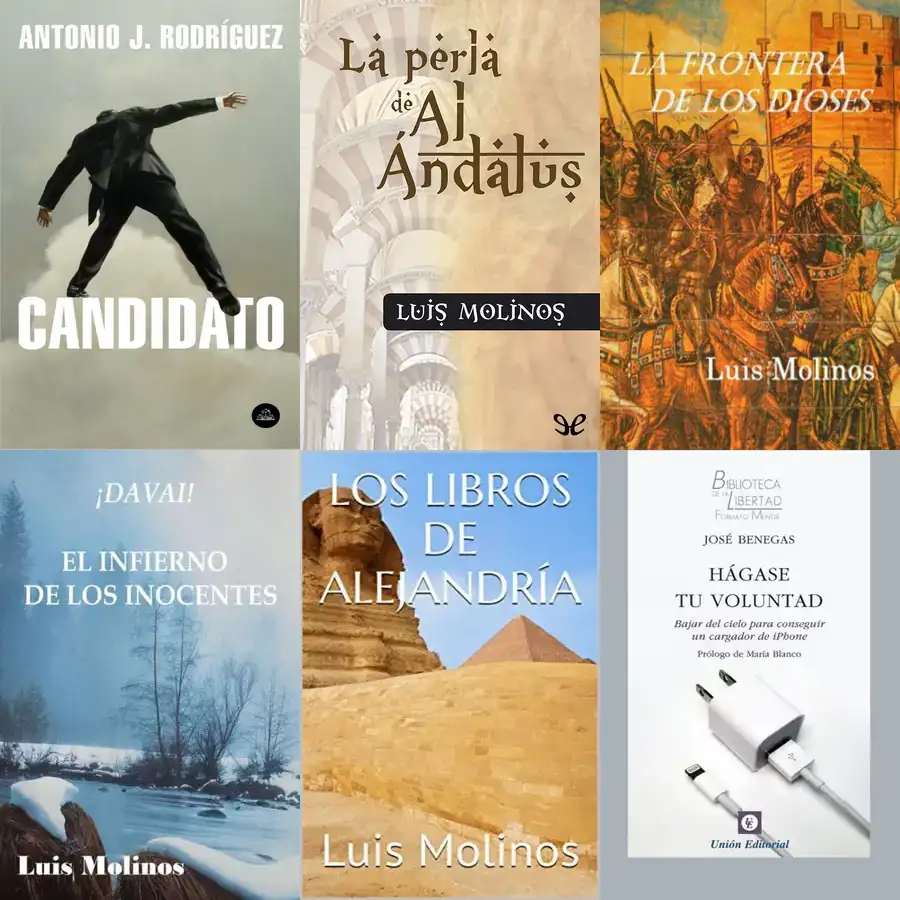 ANTONIO J. RODRÍGUEZ
CANDIDATO
La perla
de Al
Ándalus
LUIS MOLINOS
LA FRONTERA
DE LOS DIOSES
Luis Molinos
¡DAVAI!
EL INFIERNO
DE LOS INOCENTES
Luis Molinos
LOS LIBROS
DE
ALEJANDRÍA
Luis Molinos
BIBLIOTECA
DE LA
LIBERTAD
FORMATO MENOR
JOSÉ BENEGAS
HÁGASE
TU VOLUNTAD
Bajar del cielo para conseguir
un cargador de iPhone
Prólogo de María Blanco
Unión Editorial